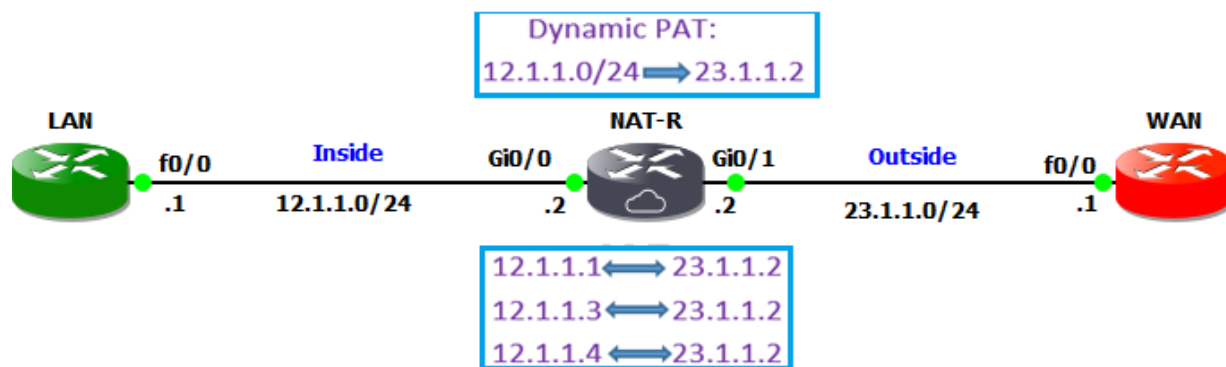 Dynamic PAT:
12.1.1.0/24 23.1.1.2
LAN
NAT-R
WAN
f0/0
Inside
Gi0/0
Gi0/1
Outside
f0/0
.1
12.1.1.0/24
.2
.2
23.1.1.0/24
.1
12.1.1.1 23.1.1.2
12.1.1.3 23.1.1.2
12.1.1.4 23.1.1.2